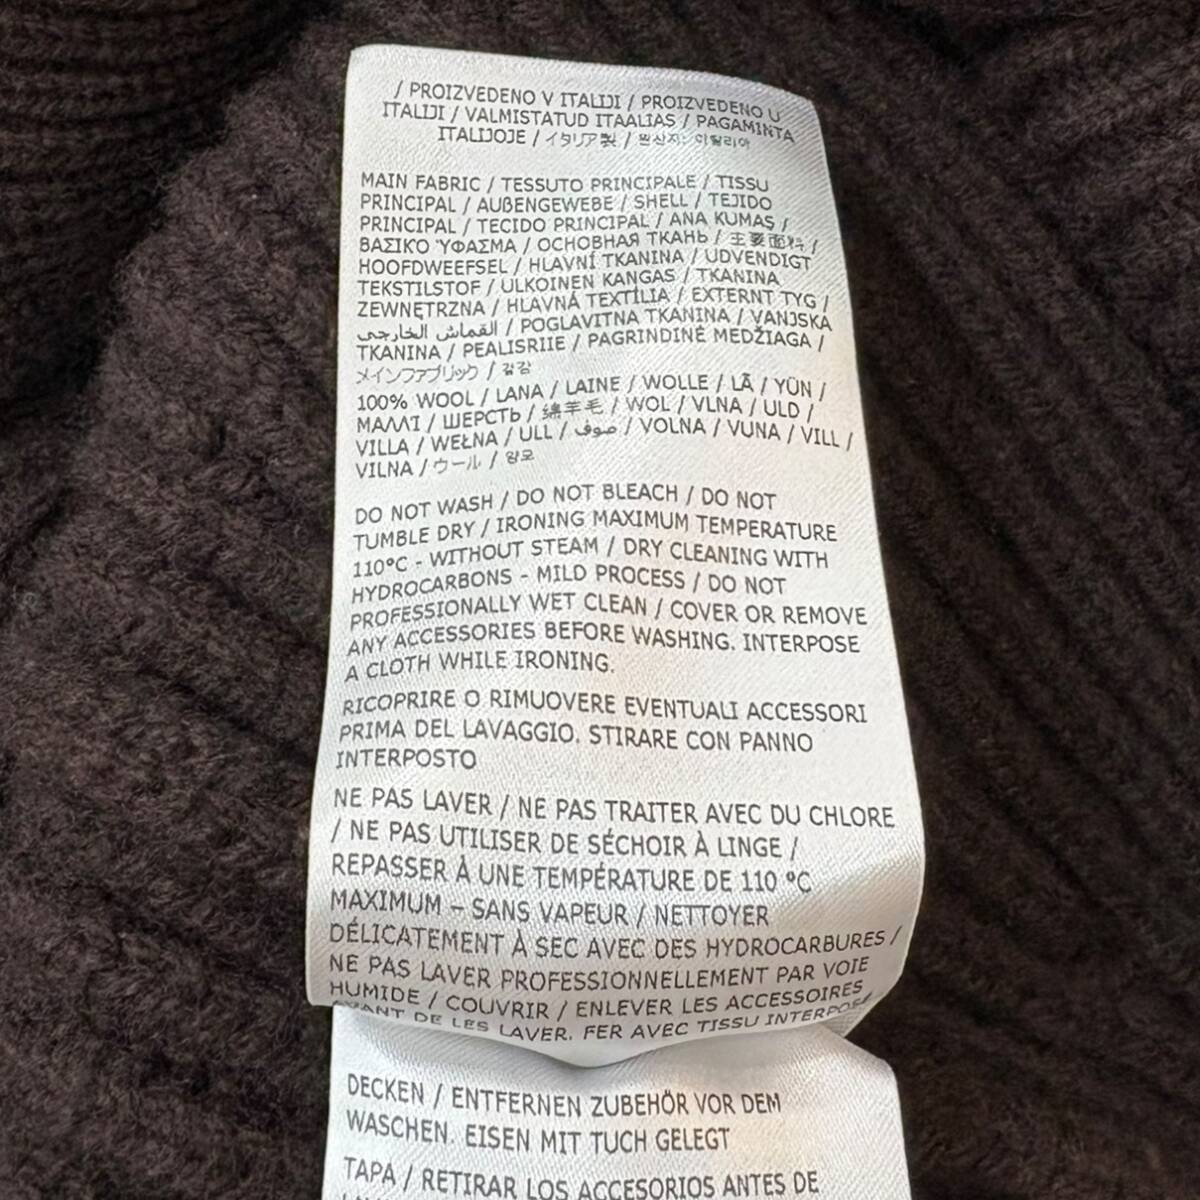 / PROIZVEDENO V ITALIJI / PROIZVEDENO U
ITALIJI / VALMISTATUD ITAALIAS / PAGAMINTA
ITALIJOJE / イタリア製 / 원산지: 이탈리아
MAIN FABRIC / TESSUTO PRINCIPALE / TISSU
PRINCIPAL / AUßENGEWEBE / SHELL / TEJIDO
PRINCIPAL / TECIDO PRINCIPAL / ANA KUMAŞ /
ΒΑΣΙΚΟ ΎΦΑΣΜΑ / ОСНОВНАЯ ТКАНЬ / 主要面料 /
HOOFDWEEFSEL / HLAVNÍ TKANINA / UDVENDIGT
TEKSTILSTOF / ULKOINEN KANGAS / TKANINA
ZEWNĘTRZNA / HLAVNÁ TEXTÍLIA / EXTERNT TYG /
القماش الخارجي / POGLAVITNA TKANINA / VANJSKA
TKANINA / PEALISRIIE / PAGRINDINĖ MEDŽIAGA /
メインファブリック / 겉감
100% WOOL / LANA / LAINE / WOLLE / LÃ / YÜN /
ΜΑΛΛΊ / ШЕРСТЬ / 綿羊毛 / WOL / VLNA / ULD /
VILLA / WEŁNA / ULL / صوف / VOLNA / VUNA / VILL /
VILNA / ウール / 양모
DO NOT WASH / DO NOT BLEACH / DO NOT
TUMBLE DRY / IRONING MAXIMUM TEMPERATURE
110°C - WITHOUT STEAM / DRY CLEANING WITH
HYDROCARBONS - MILD PROCESS / DO NOT
PROFESSIONALLY WET CLEAN / COVER OR REMOVE
ANY ACCESSORIES BEFORE WASHING. INTERPOSE
A CLOTH WHILE IRONING.
RICOPRIRE O RIMUOVERE EVENTUALI ACCESSORI
PRIMA DEL LAVAGGIO. STIRARE CON PANNO
INTERPOSTO
NE PAS LAVER / NE PAS TRAITER AVEC DU CHLORE
/ NE PAS UTILISER DE SÉCHOIR À LINGE /
REPASSER À UNE TEMPÉRATURE DE 110 °C
MAXIMUM – SANS VAPEUR / NETTOYER
DÉLICATEMENT À SEC AVEC DES HYDROCARBURES /
NE PAS LAVER PROFESSIONNELLEMENT PAR VOIE
HUMIDE / COUVRIR / ENLEVER LES ACCESSOIRES
DE LES LAVER. FER AVEC TISSU
DECKEN / ENTFERNEN ZUBEHÖR VOR DEM
WASCHEN. EISEN MIT TUCH GELEGT
TAPA / RETIRAR LOS ACCESORIOS ANTES DE